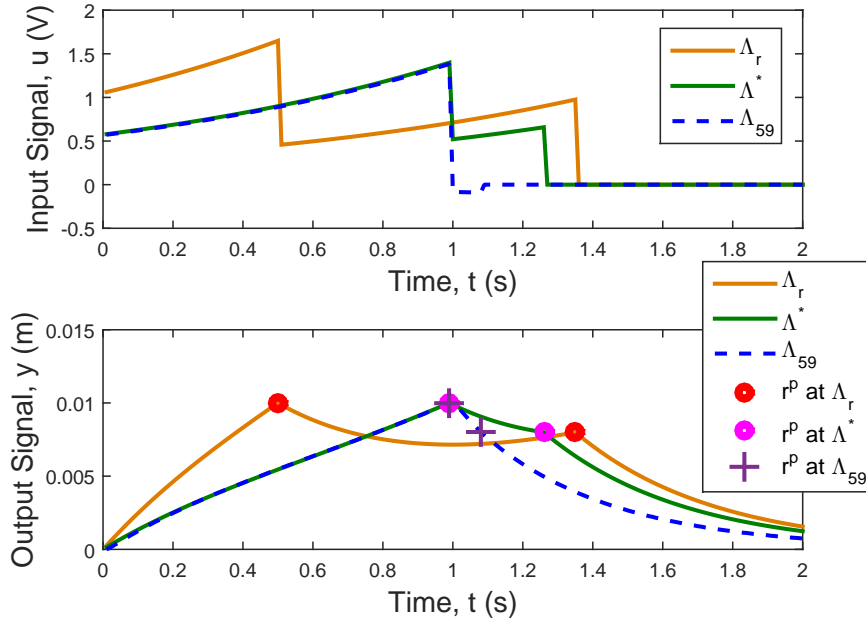 Input Signal, u (V)
2
1.5
1
0.5
0
-0.5
0 0.2 0.4 0.6 0.8 1 1.2 1.4 1.6 1.8 2
Time, t (s)
Λr
Λ*
Λ59
Output Signal, y (m)
0.015
0.01
0.005
0
0 0.2 0.4 0.6 0.8 1 1.2 1.4 1.6 1.8 2
Time, t (s)
Λr
Λ*
Λ59
rp at Λr
rp at Λ*
rp at Λ59